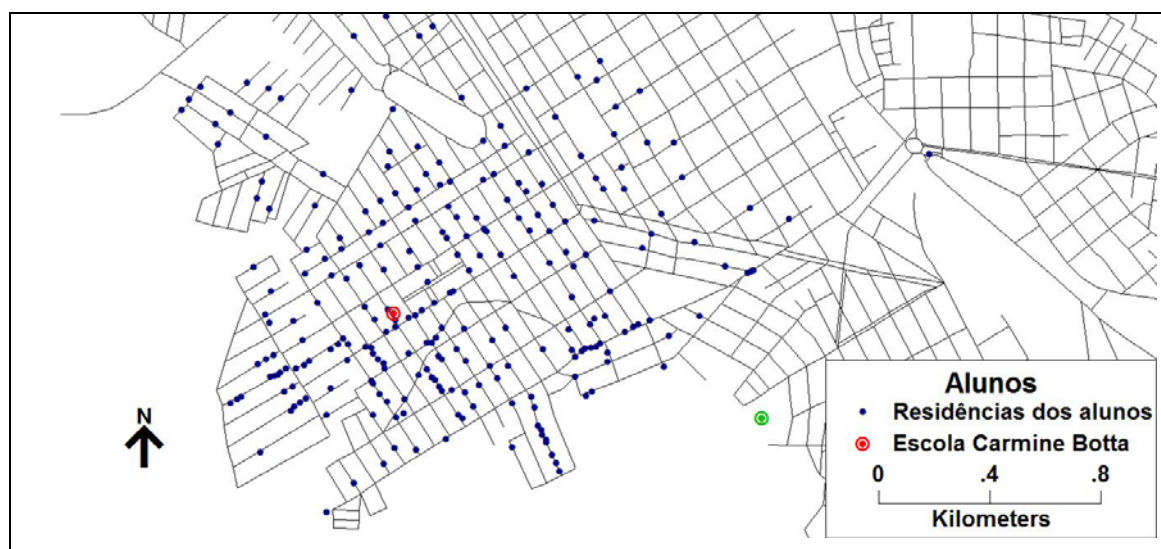 N
Alunos
Residências dos alunos
Escola Carmine Botta
0 .4 .8
Kilometers